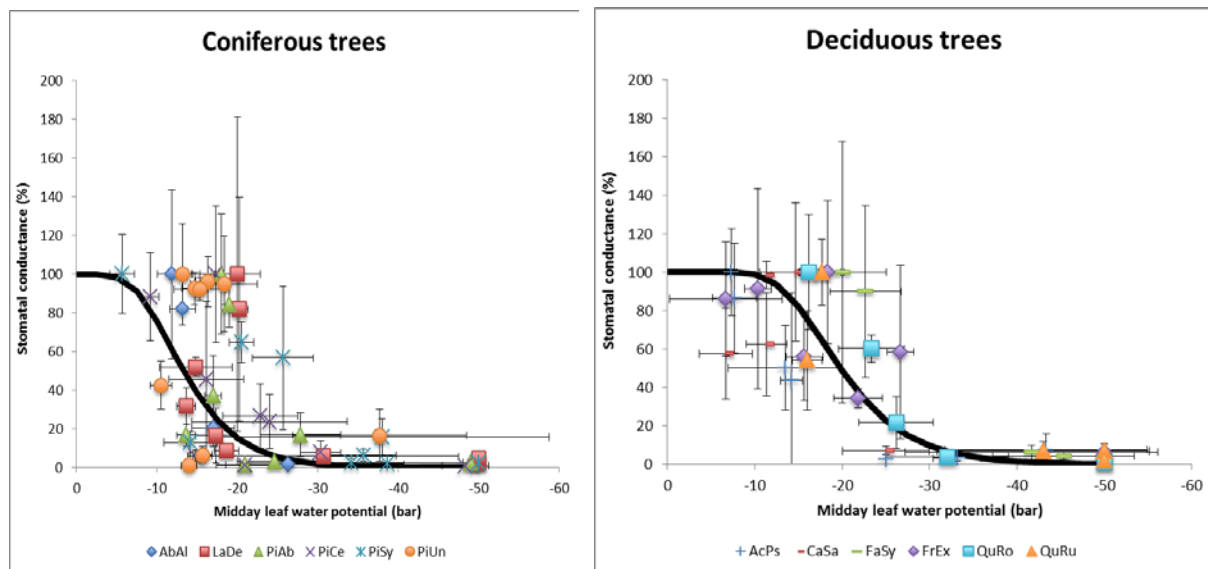 Coniferous trees
200
180
160
140
120
100
80
60
40
20
0
Stomatal conductance (%)
0 -10 -20 -30 -40 -50 -60
Midday leaf water potential (bar)
AbAl LaDe PiAb PiCe PiSy PiUn
Deciduous trees
200
180
160
140
120
100
80
60
40
20
0
Stomatal conductance (%)
0 -10 -20 -30 -40 -50 -60
Midday leaf water potential (bar)
AcPs CaSa FaSy FrEx QuRo QuRu